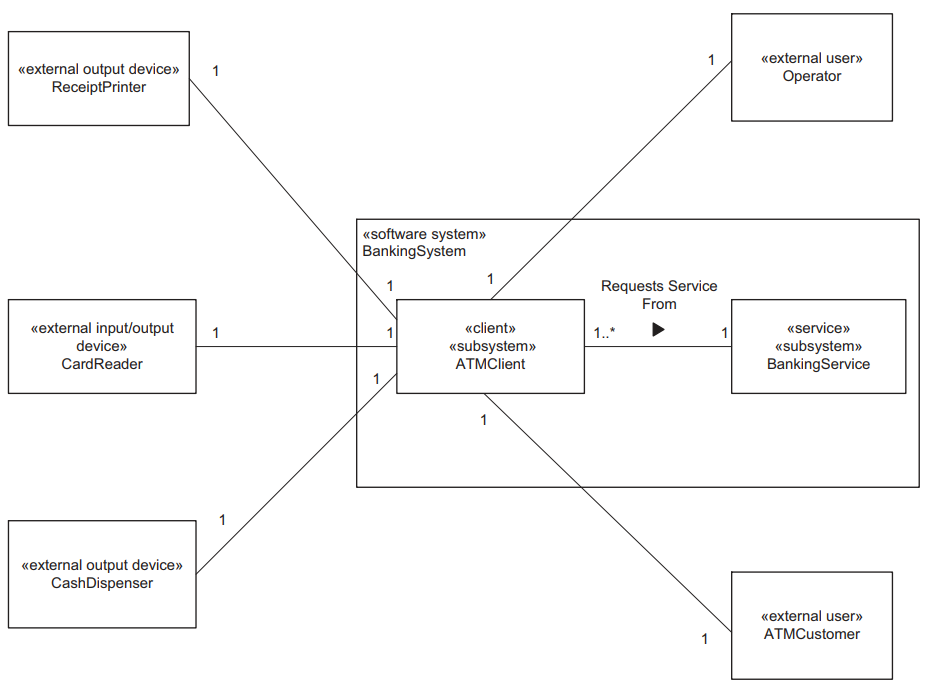 «external output device»
ReceiptPrinter
1
1
«external user»
Operator
«software system»
BankingSystem
1
1
Requests Service
From
«external input/output
device»
CardReader
1
1
«client»
«subsystem»
ATMClient
1..*
1
«service»
«subsystem»
BankingService
1
1
1
«external output device»
CashDispenser
«external user»
ATMCustomer
1